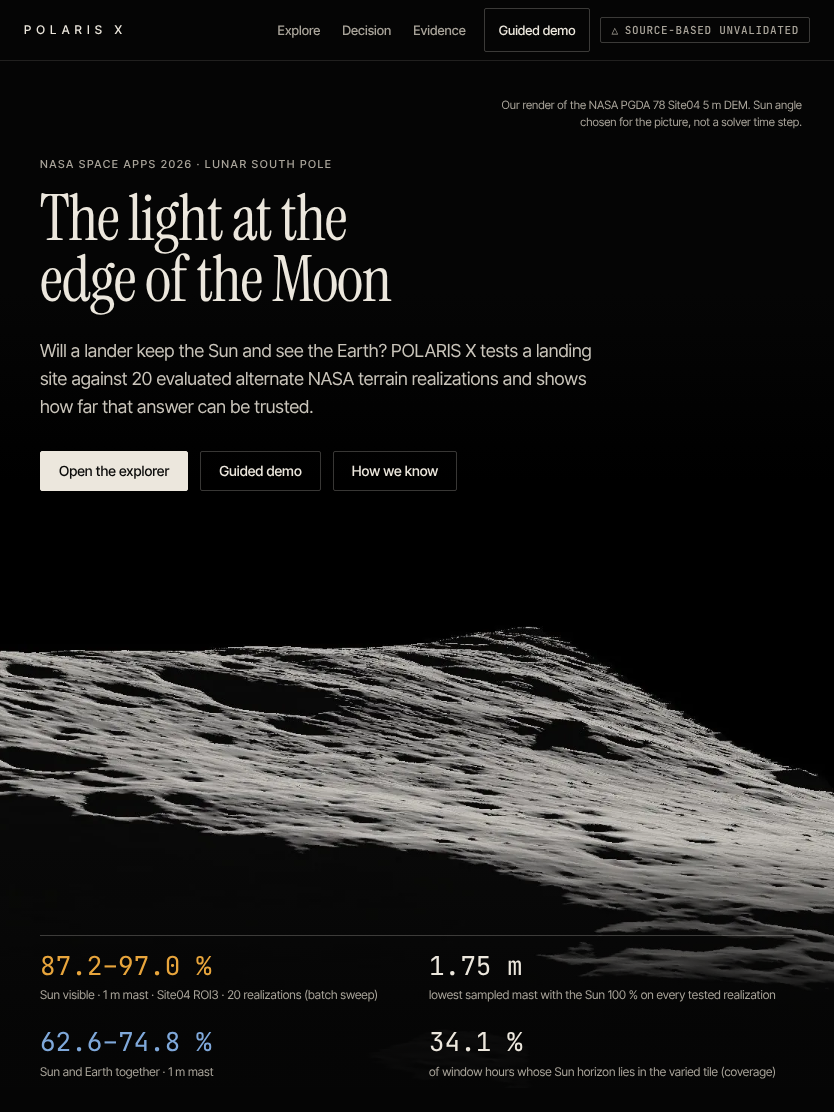 POLARIS X
Explore Decision Evidence Guided demo △ SOURCE-BASED UNVALIDATED
Our render of the NASA PGDA 78 Site04 5 m DEM. Sun angle
chosen for the picture, not a solver time step.
NASA SPACE APPS 2026 · LUNAR SOUTH POLE
The light at the
edge of the Moon
Will a lander keep the Sun and see the Earth? POLARIS X tests a landing
site against 20 evaluated alternate NASA terrain realizations and shows
how far that answer can be trusted.
Open the explorer Guided demo How we know
87.2–97.0 %
Sun visible · 1 m mast · Site04 ROI3 · 20 realizations (batch sweep)
1.75 m
lowest sampled mast with the Sun 100 % on every tested realization
62.6–74.8 %
Sun and Earth together · 1 m mast
34.1 %
of window hours whose Sun horizon lies in the varied tile (coverage)